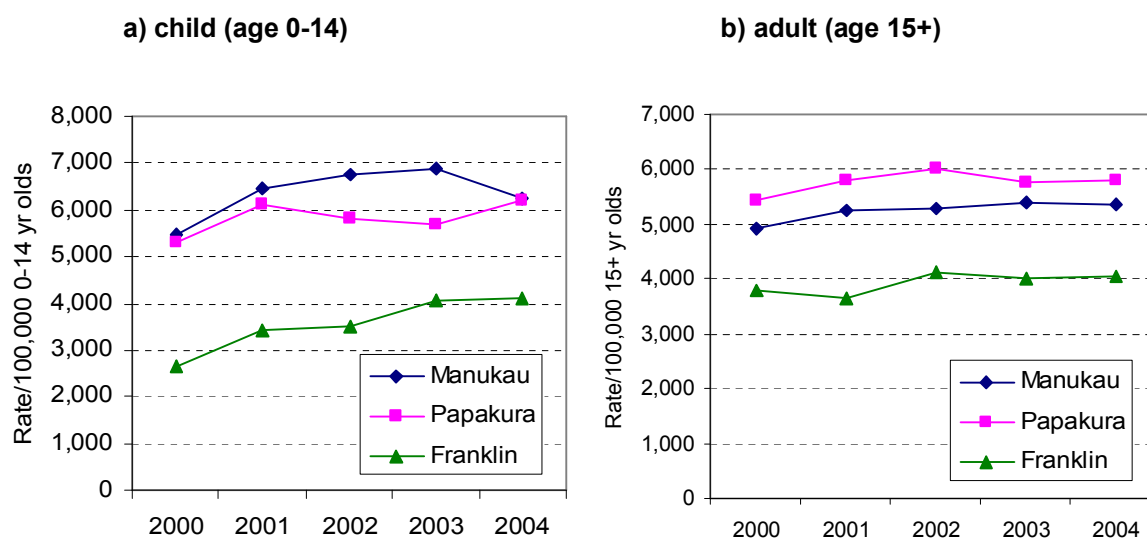 a) child (age 0-14)
8,000
7,000
6,000
5,000
4,000
3,000
2,000
1,000
0
Rate/100,000 0-14 yr olds
Manukau
Papakura
Franklin
2000 2001 2002 2003 2004
b) adult (age 15+)
7,000
6,000
5,000
4,000
3,000
2,000
1,000
0
Rate/100,000 15+ yr olds
Manukau
Papakura
Franklin
2000 2001 2002 2003 2004